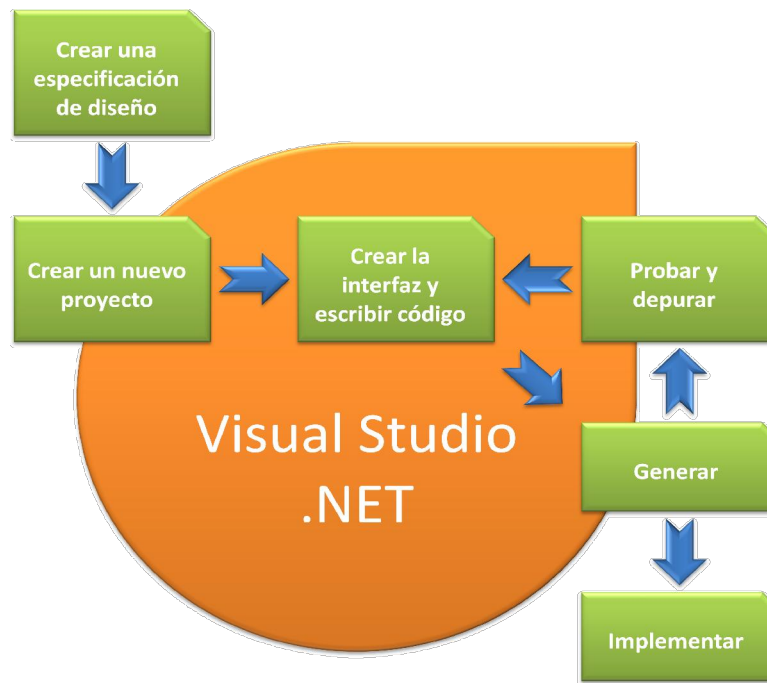 Crear una
especificación
de diseño
Crear un nuevo
proyecto
Crear la
interfaz y
escribir código
Probar y
depurar
Visual Studio
.NET
Generar
Implementar